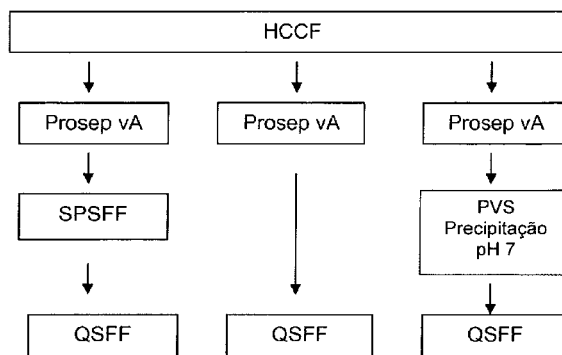 HCCF
Prosep vA
Prosep vA
Prosep vA
SPSFF
PVS
Precipitação
pH 7
QSFF
QSFF
QSFF